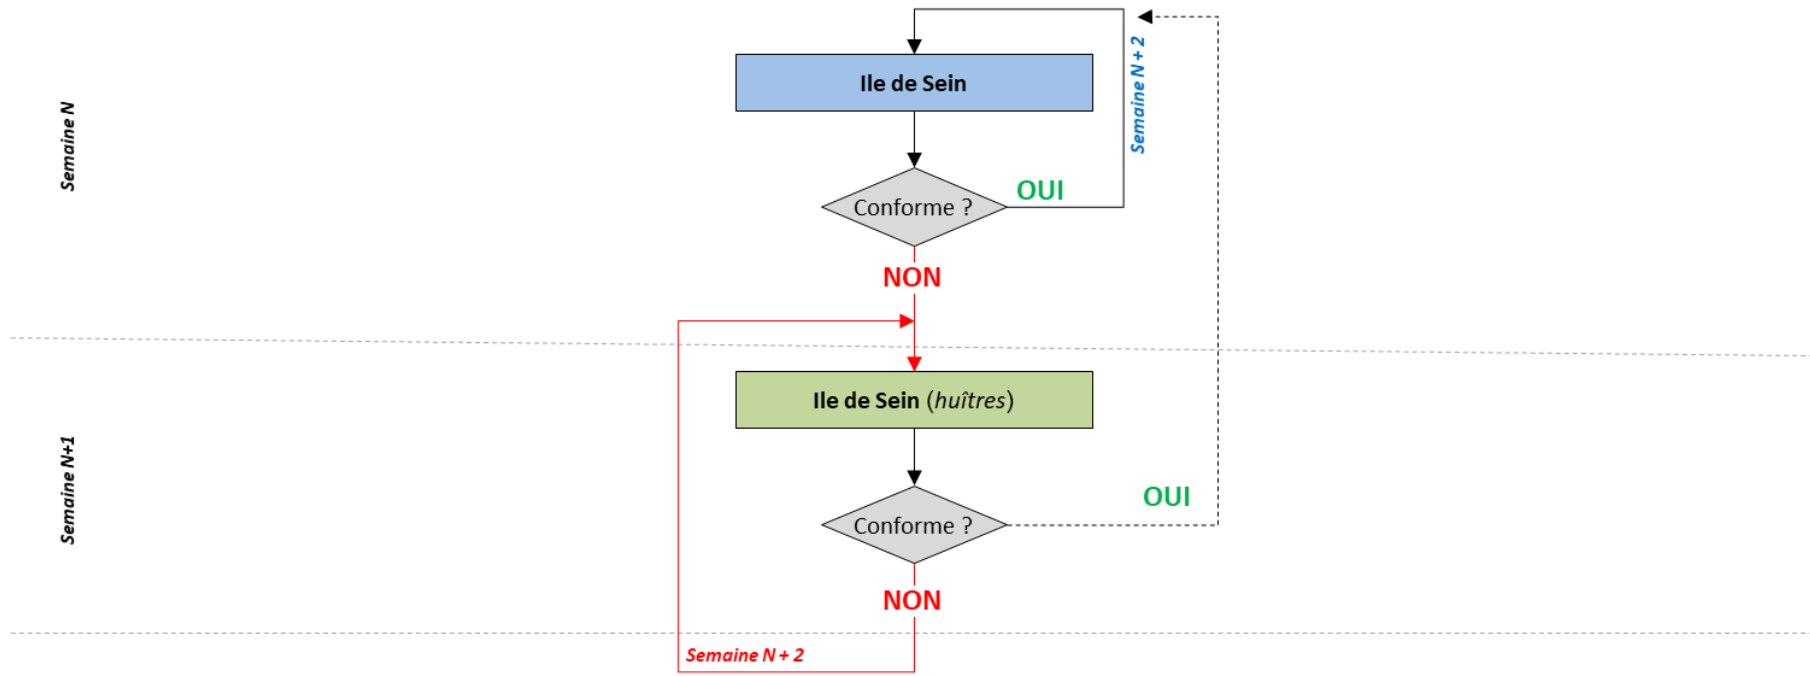 Semaine N + 2
Ile de Sein
Semaine N
OUI
Conforme ?
NON
Ile de Sein (huîtres)
Semaine N+1
OUI
Conforme ?
NON
Semaine N + 2